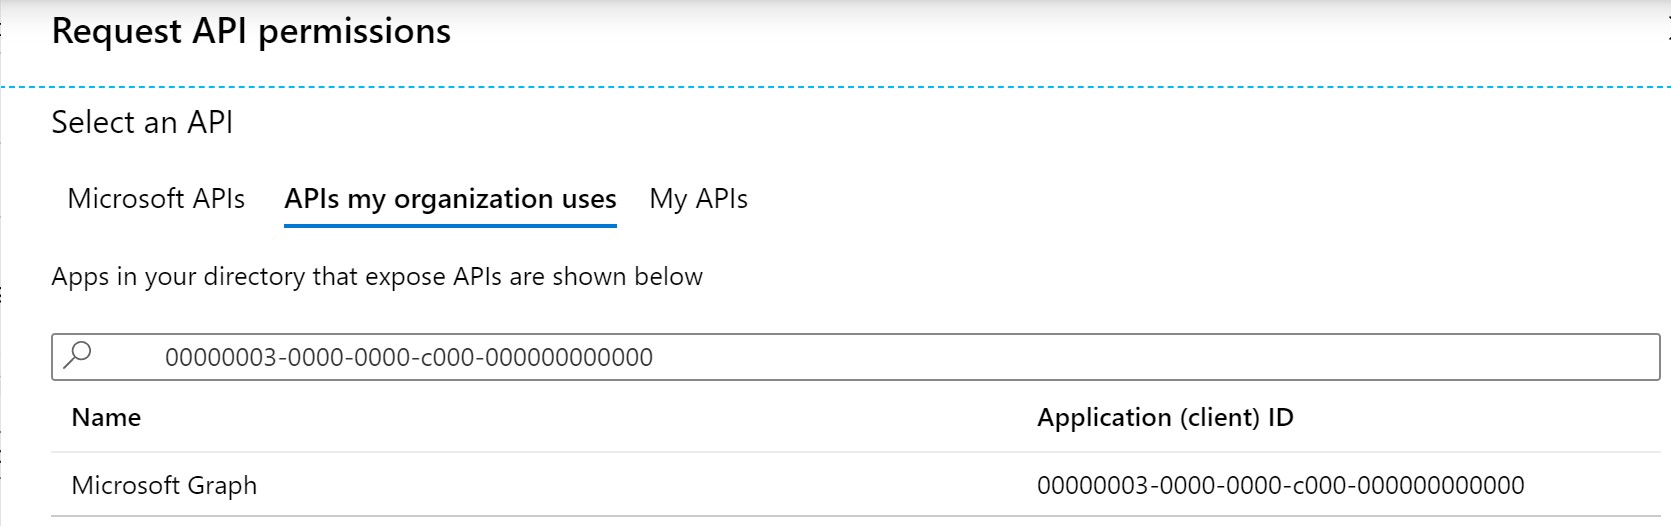 Request API permissions
Select an API
Microsoft APIs APIs my organization uses My APIs
Apps in your directory that expose APIs are shown below
00000003-0000-0000-c000-000000000000
Name Application (client) ID
Microsoft Graph 00000003-0000-0000-c000-000000000000